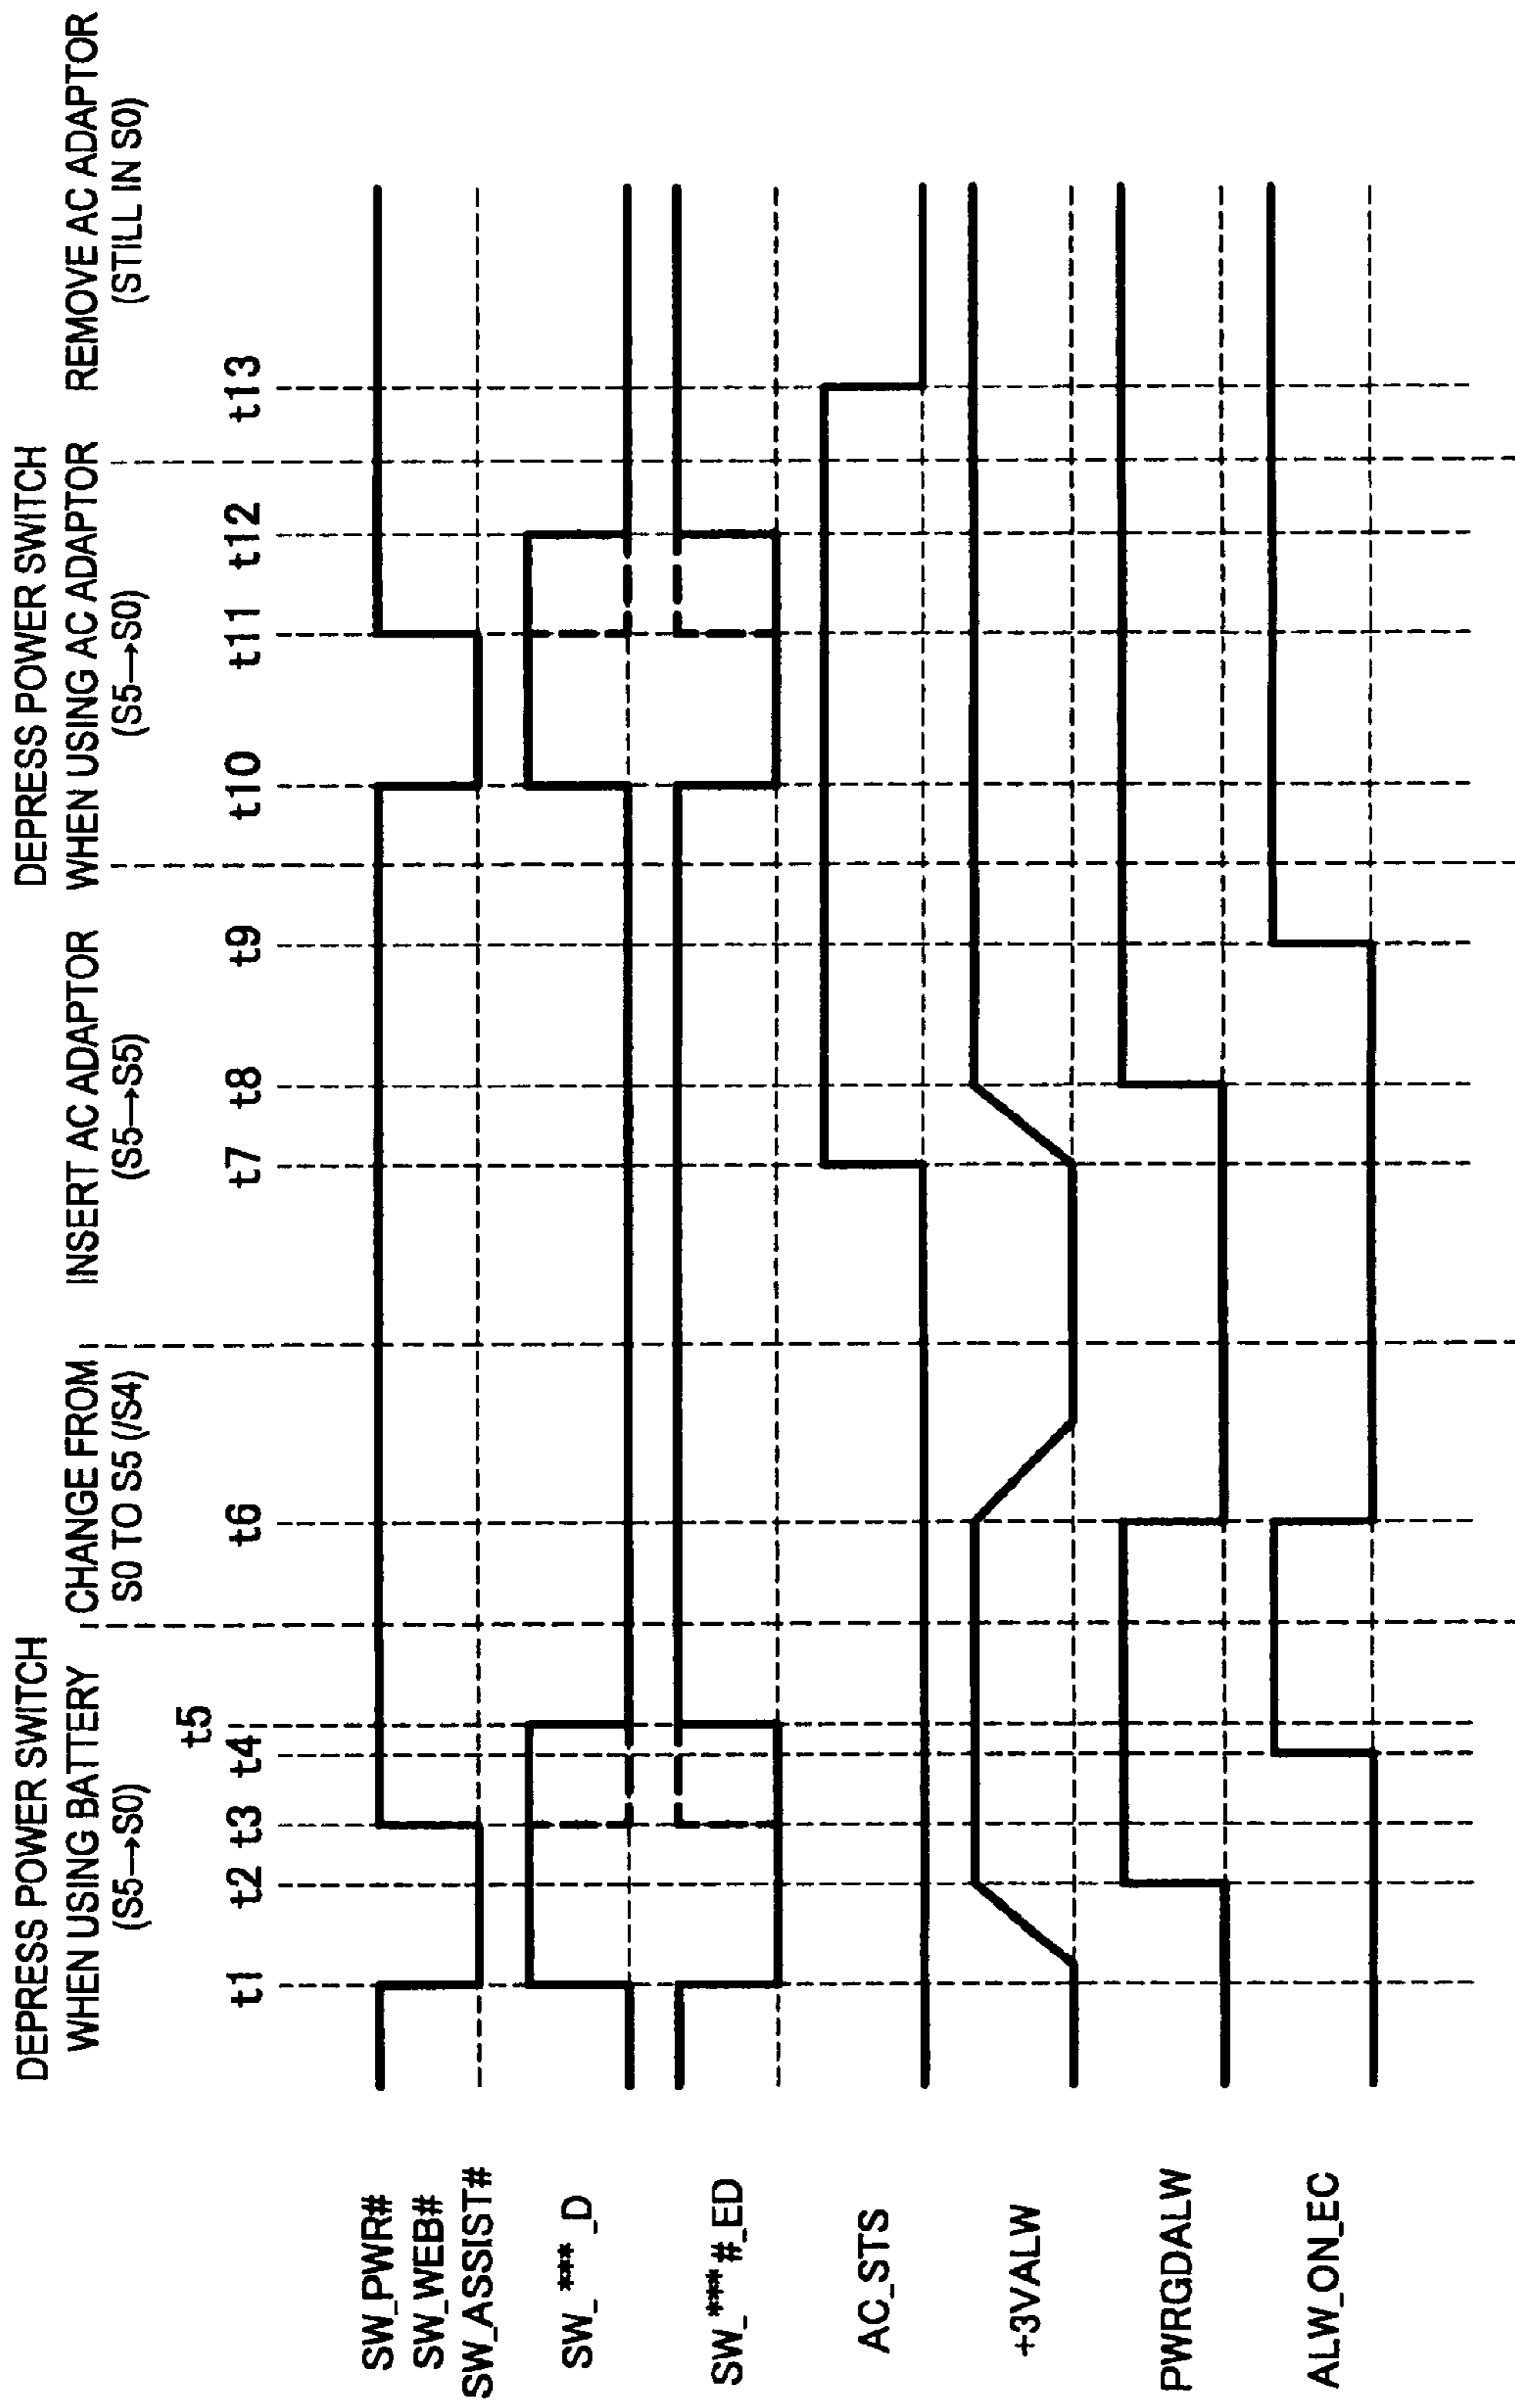 DEPRESS POWER SWITCH
WHEN USING BATTERY
(S5→S0)
CHANGE FROM
S0 TO S5 (/S4)
INSERT AC ADAPTOR
(S5→S5)
DEPRESS POWER SWITCH
WHEN USING AC ADAPTOR
(S5→S0)
REMOVE AC ADAPTOR
(STILL IN S0)
t1 t2 t3 t4 t5 t6 t7 t8 t9 t10 t11 t12 t13
SW_PWR#
SW_WEB#
SW_ASSIST#
SW_***_D
SW_***#_ED
AC_STS
+3VALW
PWRGDALW
ALW_ON_EC